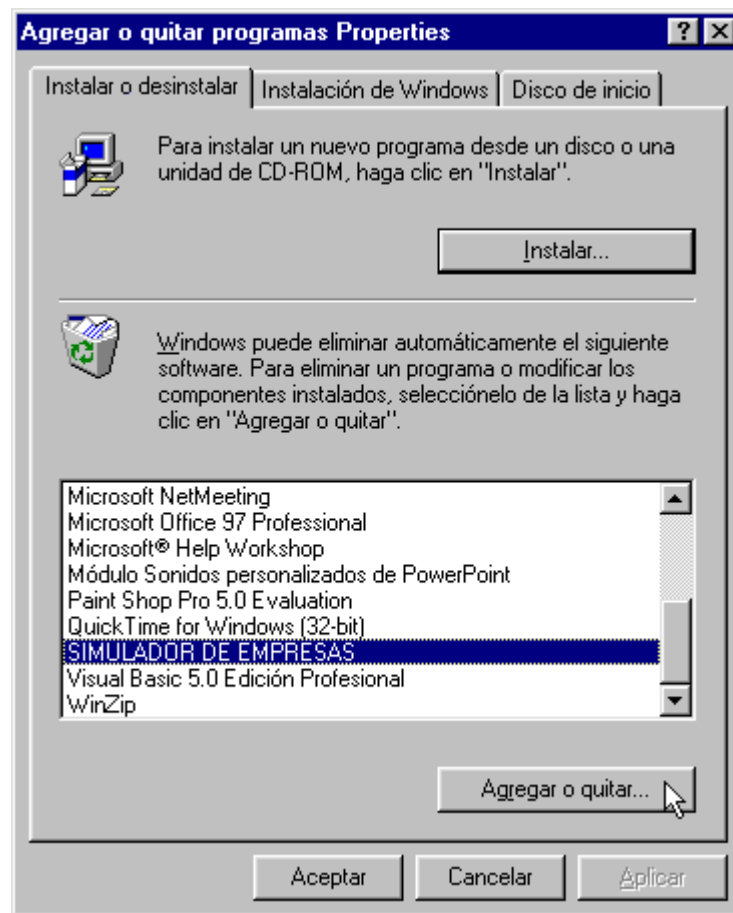 Agregar o quitar programas Properties
Instalar o desinstalar
Instalación de Windows
Disco de inicio
Para instalar un nuevo programa desde un disco o una
unidad de CD-ROM, haga clic en "Instalar".
Instalar...
Windows puede eliminar automáticamente el siguiente
software. Para eliminar un programa o modificar los
componentes instalados, selecciónelo de la lista y haga
clic en "Agregar o quitar".
Microsoft NetMeeting
Microsoft Office 97 Professional
Microsoft® Help Workshop
Módulo Sonidos personalizados de PowerPoint
Paint Shop Pro 5.0 Evaluation
QuickTime for Windows (32-bit)
SIMULADOR DE EMPRESAS
Visual Basic 5.0 Edición Profesional
WinZip
Agregar o quitar...
Aceptar
Cancelar
Aplicar